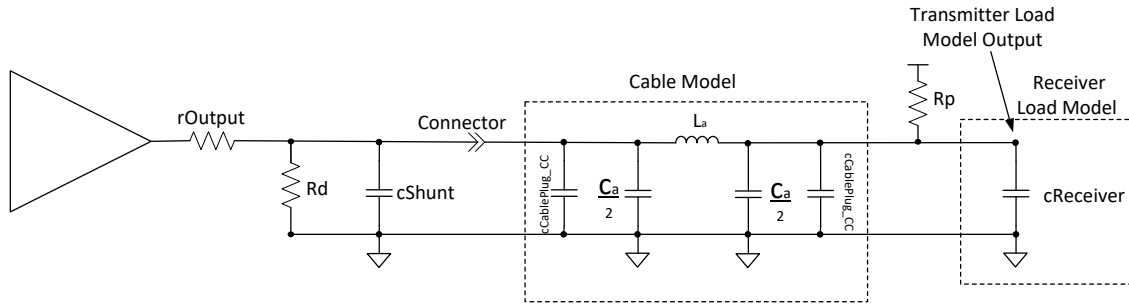 Transmitter Load
Model Output
Cable Model
Receiver
Load Model
rOutput
Connector
La
Rp
Rd
cShunt
cCablePlug_CC
Ca
2
Ca
2
cCablePlug_CC
cReceiver